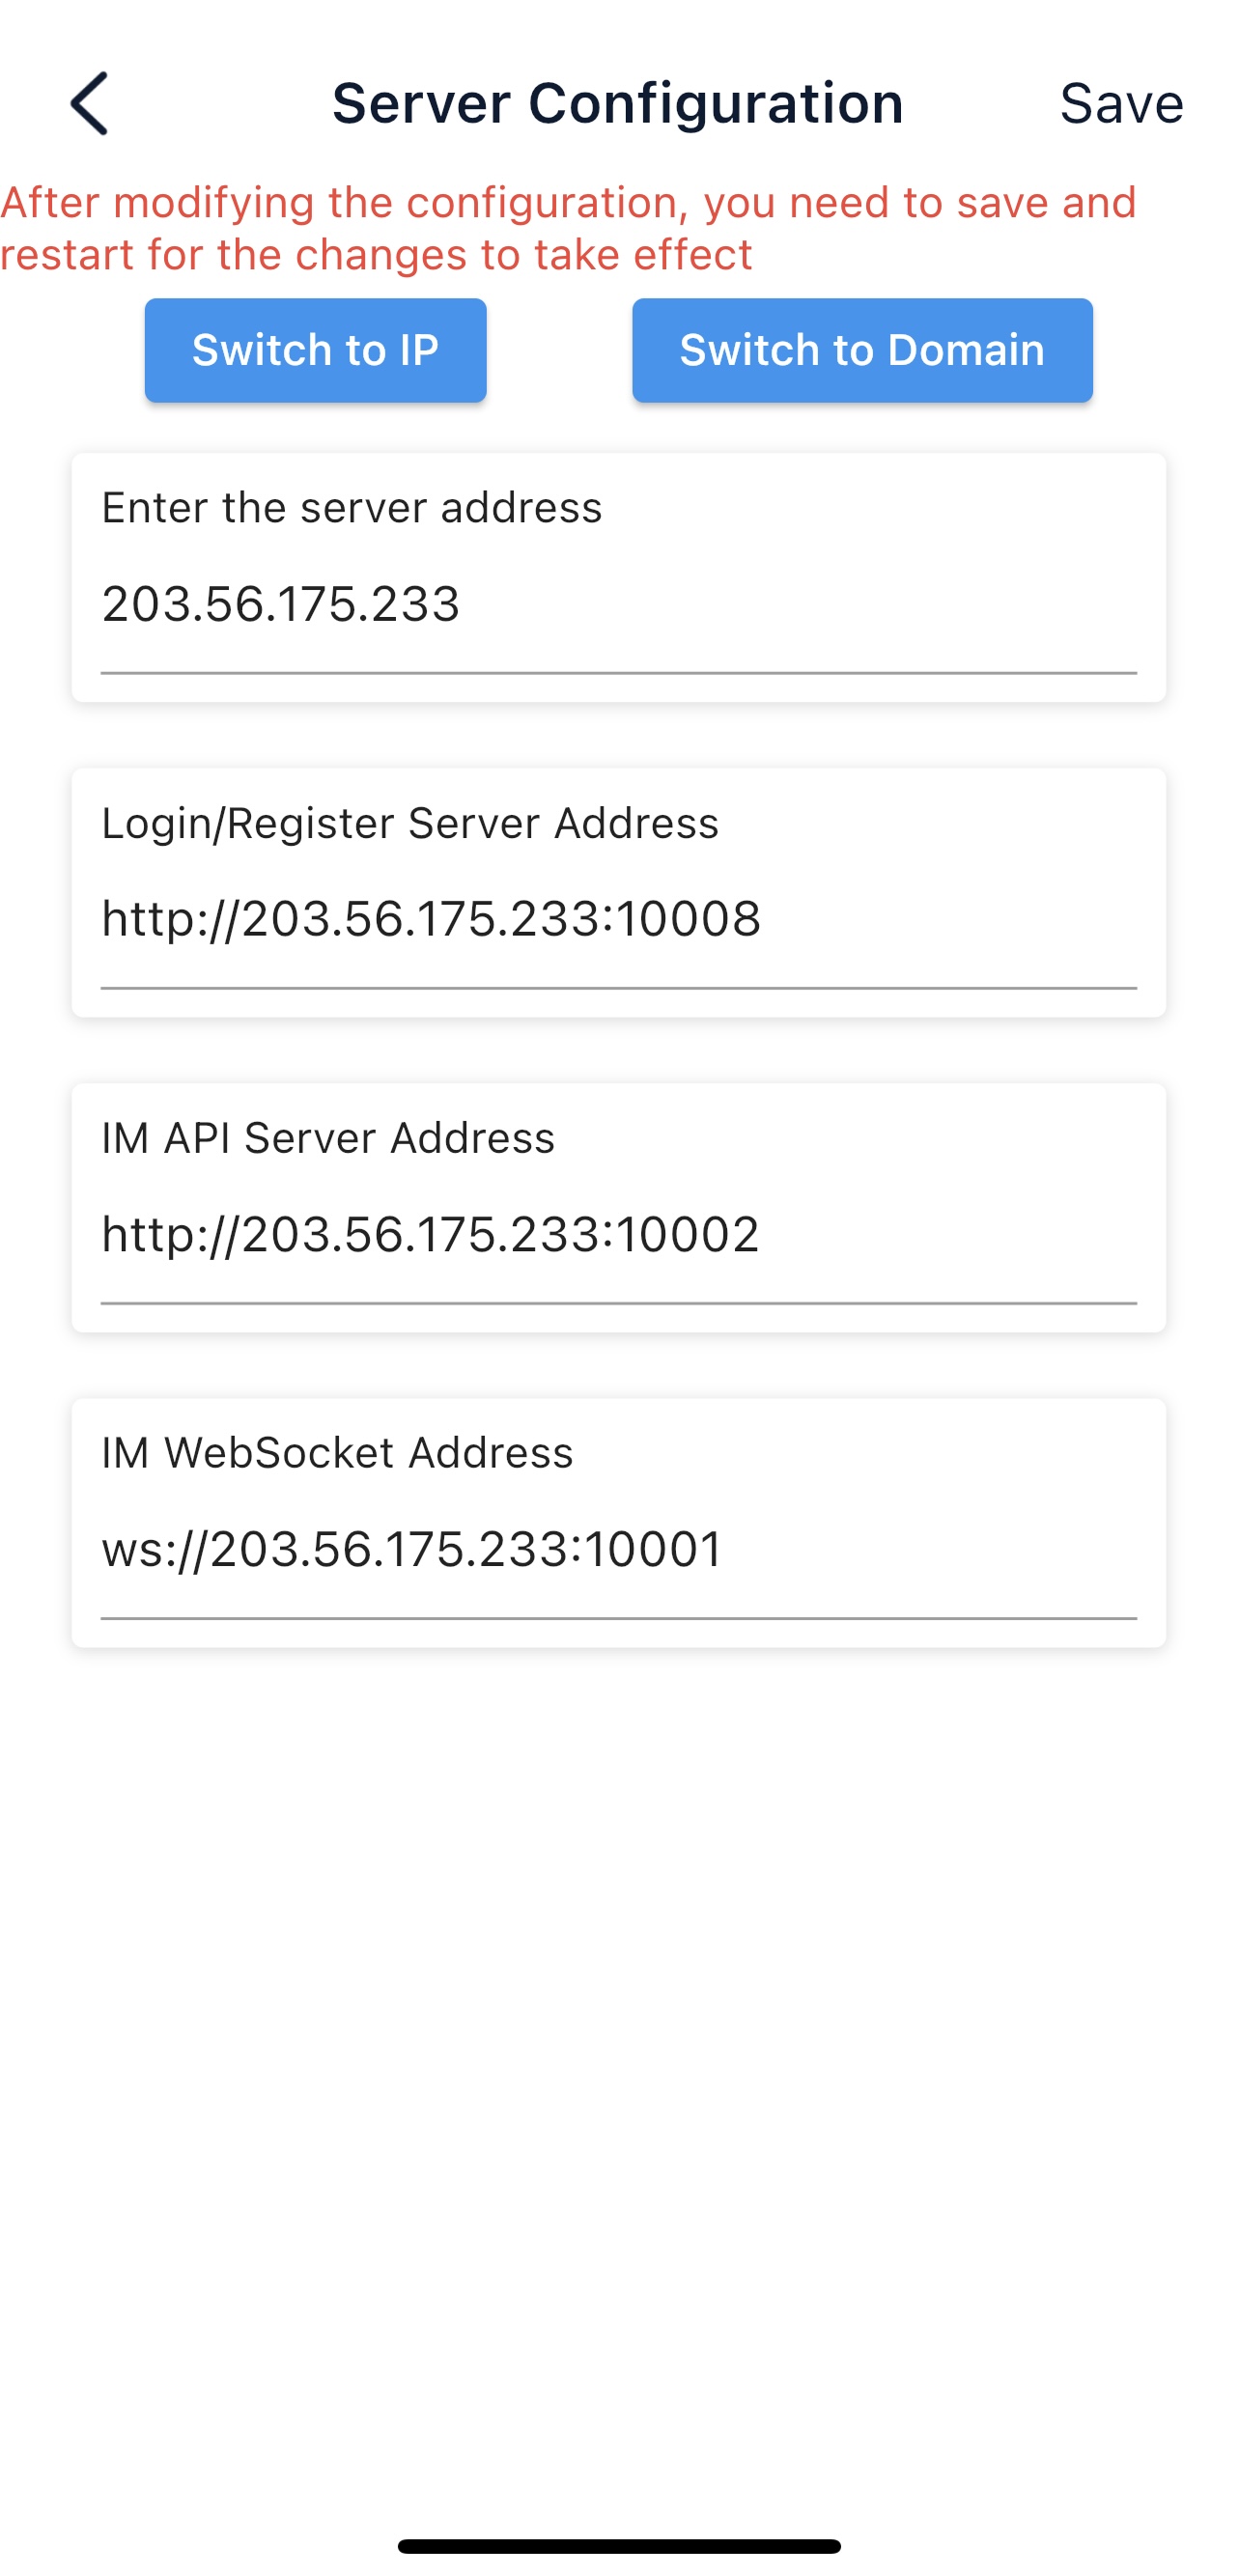 Server Configuration
Save
After modifying the configuration, you need to save and
restart for the changes to take effect
Switch to IP
Switch to Domain
Enter the server address
203.56.175.233
Login/Register Server Address
http://203.56.175.233:10008
IM API Server Address
http://203.56.175.233:10002
IM WebSocket Address
ws://203.56.175.233:10001